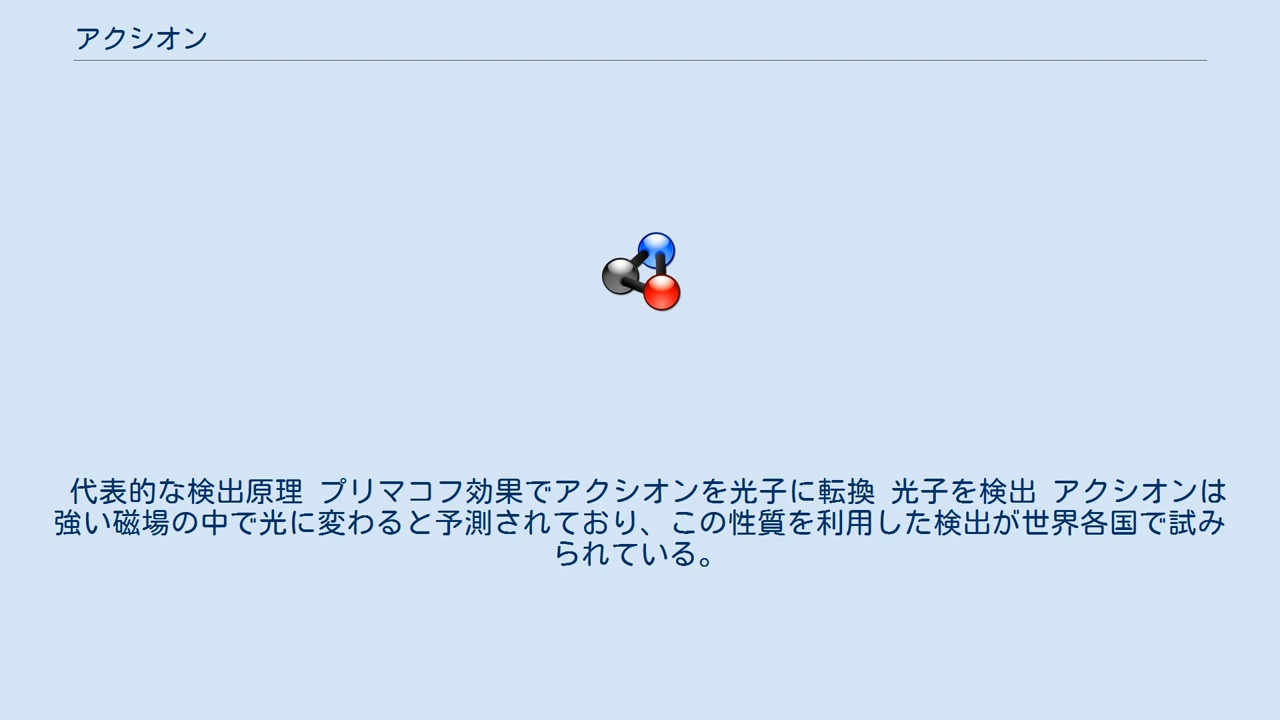 アクシオン
代表的な検出原理 プリマコフ効果でアクシオンを光子に転換 光子を検出 アクシオンは
強い磁場の中で光に変わると予測されており、この性質を利用した検出が世界各国で試み
られている。